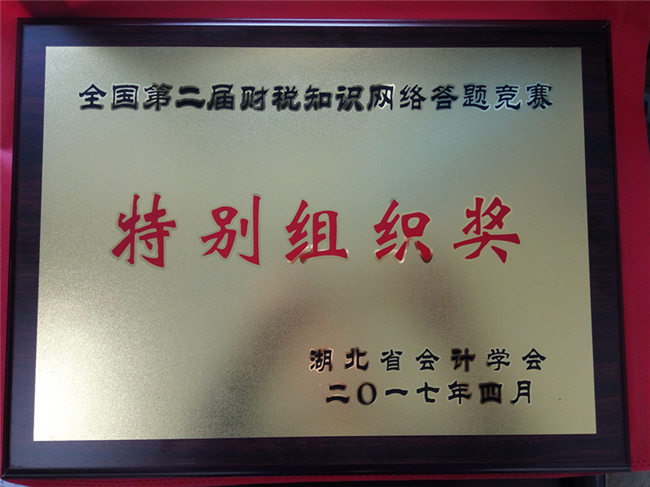 全国第二届财税知识网络答题竞赛
特别组织奖
湖北省会计学会
二〇一七年四月